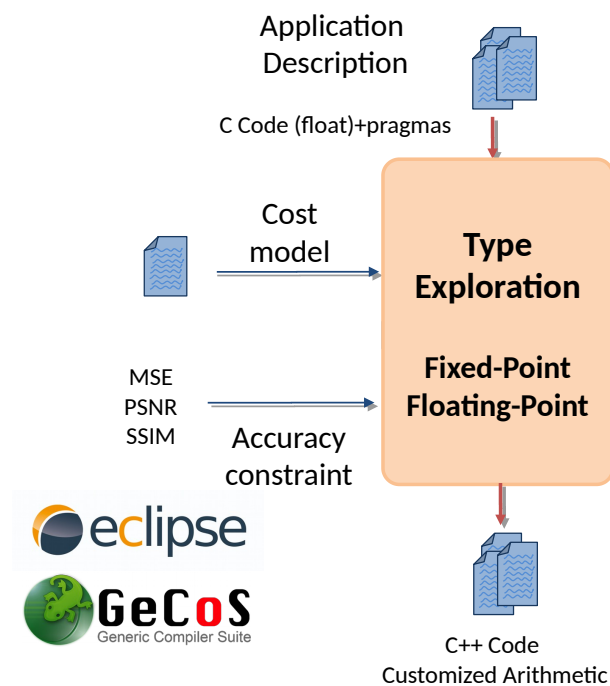 Application
Description
C Code (float)+pragmas
Cost
model
Type
Exploration
Fixed-Point
Floating-Point
MSE
PSNR
SSIM
Accuracy
constraint
eclipse
GeCoS
Generic Compiler Suite
C++ Code
Customized Arithmetic